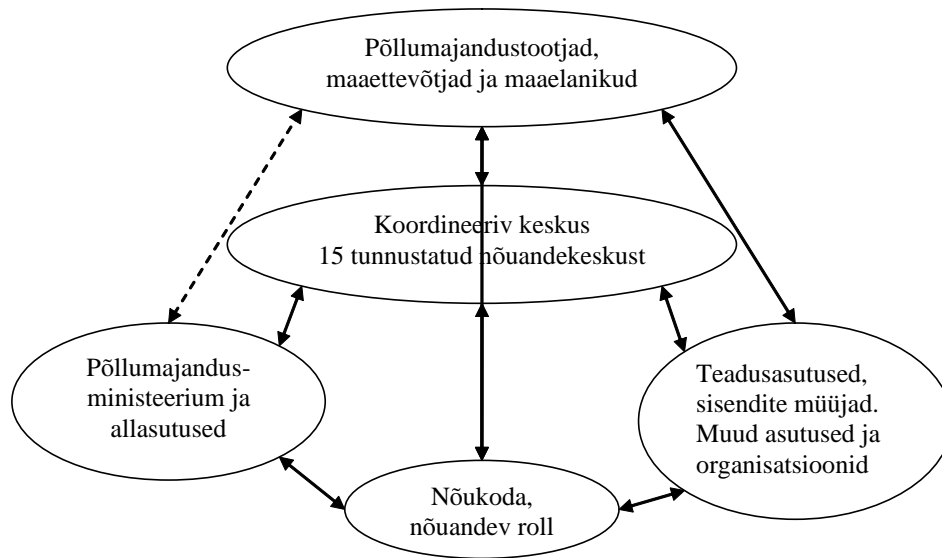 Põllumajandustootjad,
maaettevõtjad ja maaelanikud
Koordineeriv keskus
15 tunnustatud nõuandekeskust
Põllumajandus-
ministeerium ja
allasutused
Teadusasutused,
sisendite müüjad.
Muud asutused ja
organisatsioonid
Nõukoda,
nõuandev roll